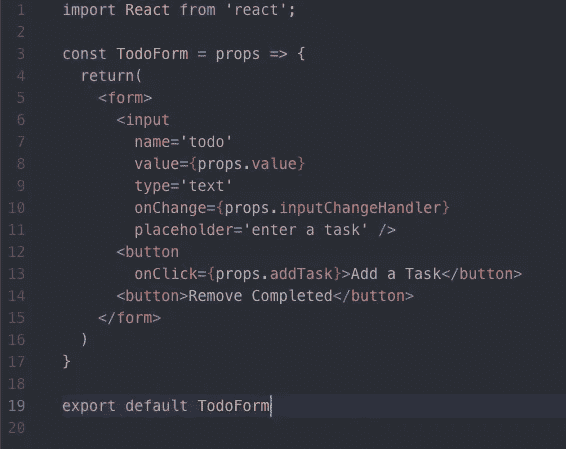 1 import React from 'react';
2
3 const TodoForm = props => {
4   return(
5     <form>
6       <input
7         name='todo'
8         value={props.value}
9         type='text'
10         onChange={props.inputChangeHandler}
11         placeholder='enter a task' />
12       <button
13         onClick={props.addTask}>Add a Task</button>
14       <button>Remove Completed</button>
15     </form>
16   )
17 }
18
19 export default TodoForm
20